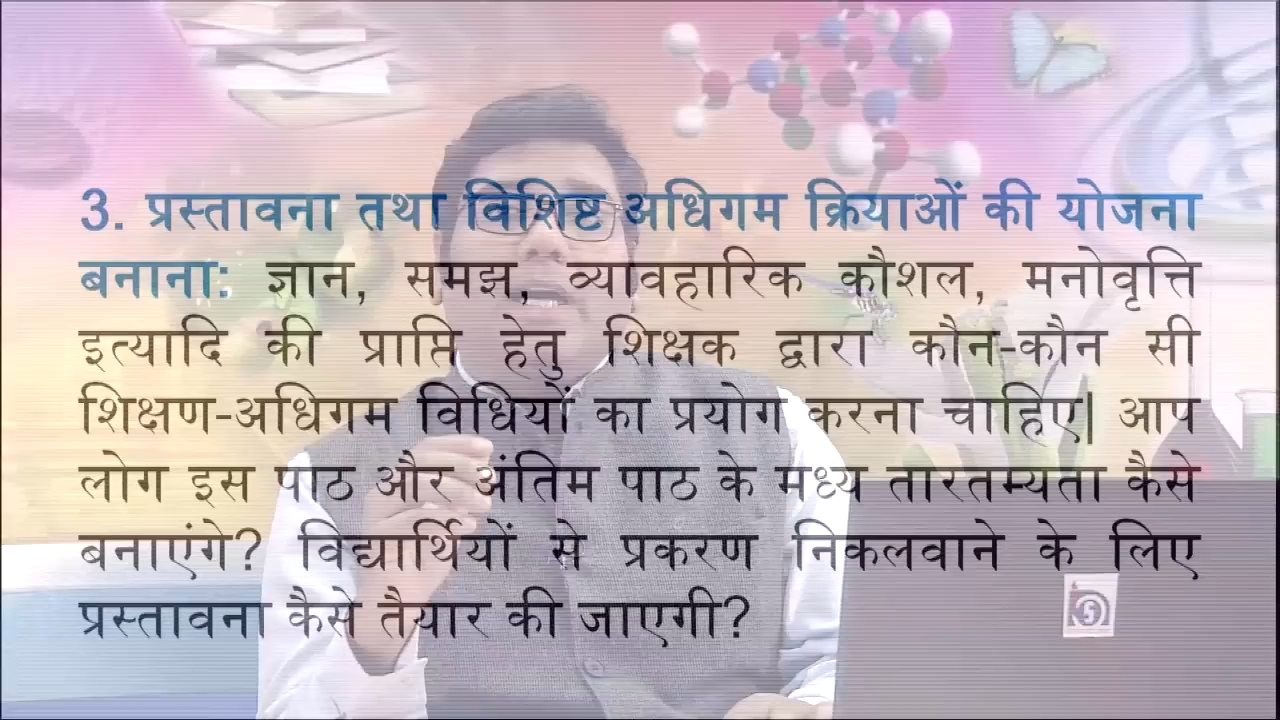 3. प्रस्तावना तथा विशिष्ट अधिगम क्रियाओं की योजना
बनाना: ज्ञान, समझ, व्यावहारिक कौशल, मनोवृत्ति
इत्यादि की प्राप्ति हेतु शिक्षक द्वारा कौन-कौन सी
शिक्षण-अधिगम विधियों का प्रयोग करना चाहिए| आप
लोग इस पाठ और अंतिम पाठ के मध्य तारतम्यता कैसे
बनाएंगे? विद्यार्थियों से प्रकरण निकलवाने के लिए
प्रस्तावना कैसे तैयार की जाएगी?